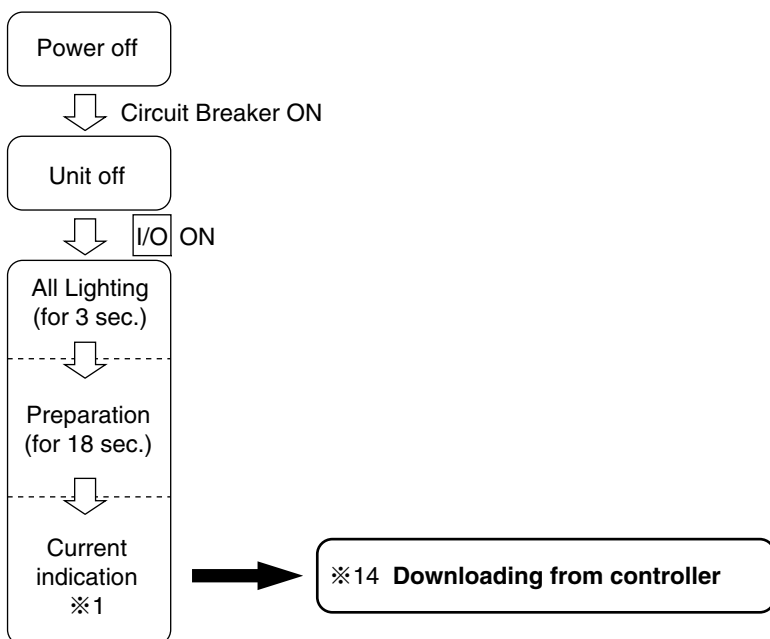 Power off
Circuit Breaker ON
Unit off
I/O ON
All Lighting
(for 3 sec.)
Preparation
(for 18 sec.)
Current
indication
※1
※14 Downloading from controller